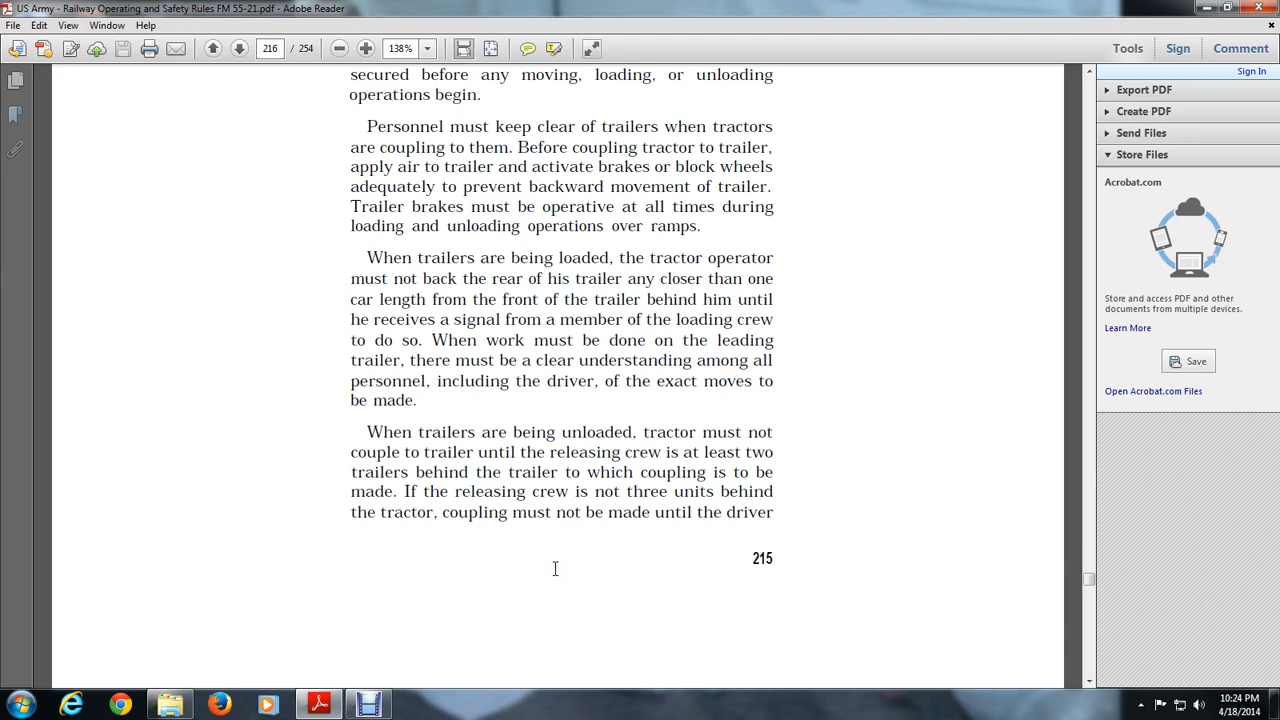 US Army - Railway Operating and Safety Rules FM 55-21.pdf - Adobe Reader
File Edit View Window Help
216 / 254 138% Tools Sign Comment
Sign In
Export PDF
Create PDF
Send Files
Store Files
Acrobat.com
Store and access PDF and other
documents from multiple devices.
Learn More
Save
Open Acrobat.com Files
secured before any moving, loading, or unloading
operations begin.
Personnel must keep clear of trailers when tractors
are coupling to them. Before coupling tractor to trailer,
apply air to trailer and activate brakes or block wheels
adequately to prevent backward movement of trailer.
Trailer brakes must be operative at all times during
loading and unloading operations over ramps.
When trailers are being loaded, the tractor operator
must not back the rear of his trailer any closer than one
car length from the front of the trailer behind him until
he receives a signal from a member of the loading crew
to do so. When work must be done on the leading
trailer, there must be a clear understanding among all
personnel, including the driver, of the exact moves to
be made.
When trailers are being unloaded, tractor must not
couple to trailer until the releasing crew is at least two
trailers behind the trailer to which coupling is to be
made. If the releasing crew is not three units behind
the tractor, coupling must not be made until the driver
215
10:24 PM
4/18/2014